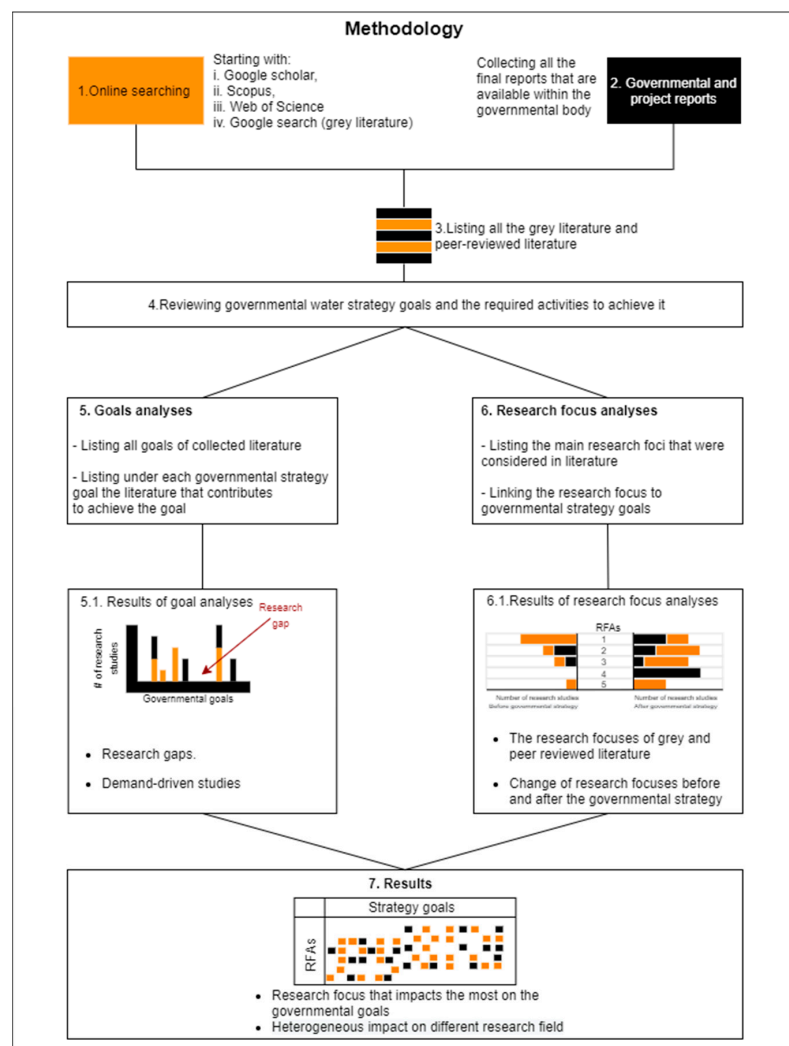 Methodology
1.Online searching
Starting with:
i. Google scholar,
ii. Scopus,
iii. Web of Science
iv. Google search (grey literature)
Collecting all the
final reports that are
available within the
governmental body
2. Governmental and
project reports
3.Listing all the grey literature and
peer-reviewed literature
4.Reviewing governmental water strategy goals and the required activities to achieve it
5. Goals analyses
- Listing all goals of collected literature
- Listing under each governmental strategy
goal the literature that contributes
to achieve the goal
6. Research focus analyses
- Listing the main research foci that were
considered in literature
- Linking the research focus to
governmental strategy goals
5.1. Results of goal analyses
Research
gap
# of research
studies
Governmental goals
• Research gaps.
• Demand-driven studies
6.1.Results of research focus analyses
RFAs
1
2
3
4
5
Number of research studies
Before governmental strategy
Number of research studies
After governmental strategy
• The research focuses of grey and
peer reviewed literature
• Change of research focuses before
and after the governmental strategy
7. Results
Strategy goals
RFAs
• Research focus that impacts the most on the
governmental goals
• Heterogeneous impact on different research field